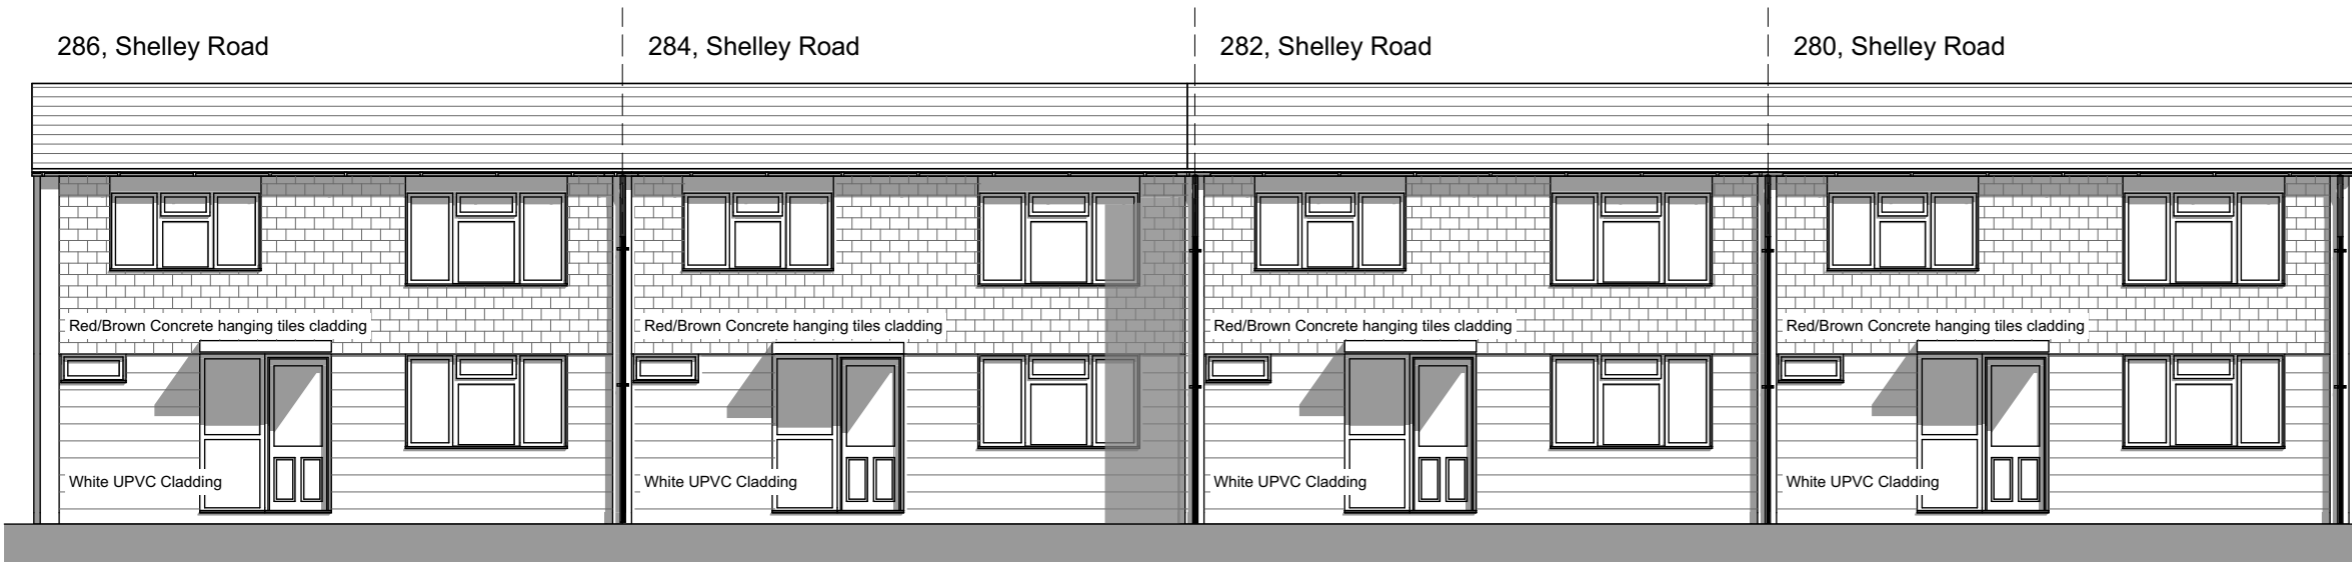 286, Shelley Road
284, Shelley Road
282, Shelley Road
280, Shelley Road
Red/Brown Concrete hanging tiles cladding
Red/Brown Concrete hanging tiles cladding
Red/Brown Concrete hanging tiles cladding
Red/Brown Concrete hanging tiles cladding
White UPVC Cladding
White UPVC Cladding
White UPVC Cladding
White UPVC Cladding